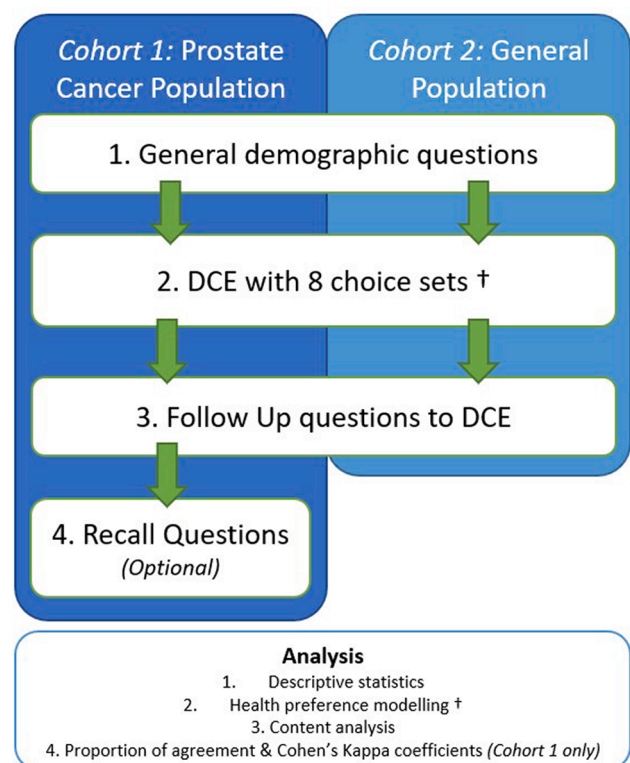 Cohort 1: Prostate
Cancer Population
Cohort 2: General
Population
1. General demographic questions
2. DCE with 8 choice sets †
3. Follow Up questions to DCE
4. Recall Questions
(Optional)
Analysis
1. Descriptive statistics
2. Health preference modelling †
3. Content analysis
4. Proportion of agreement & Cohen's Kappa coefficients (Cohort 1 only)